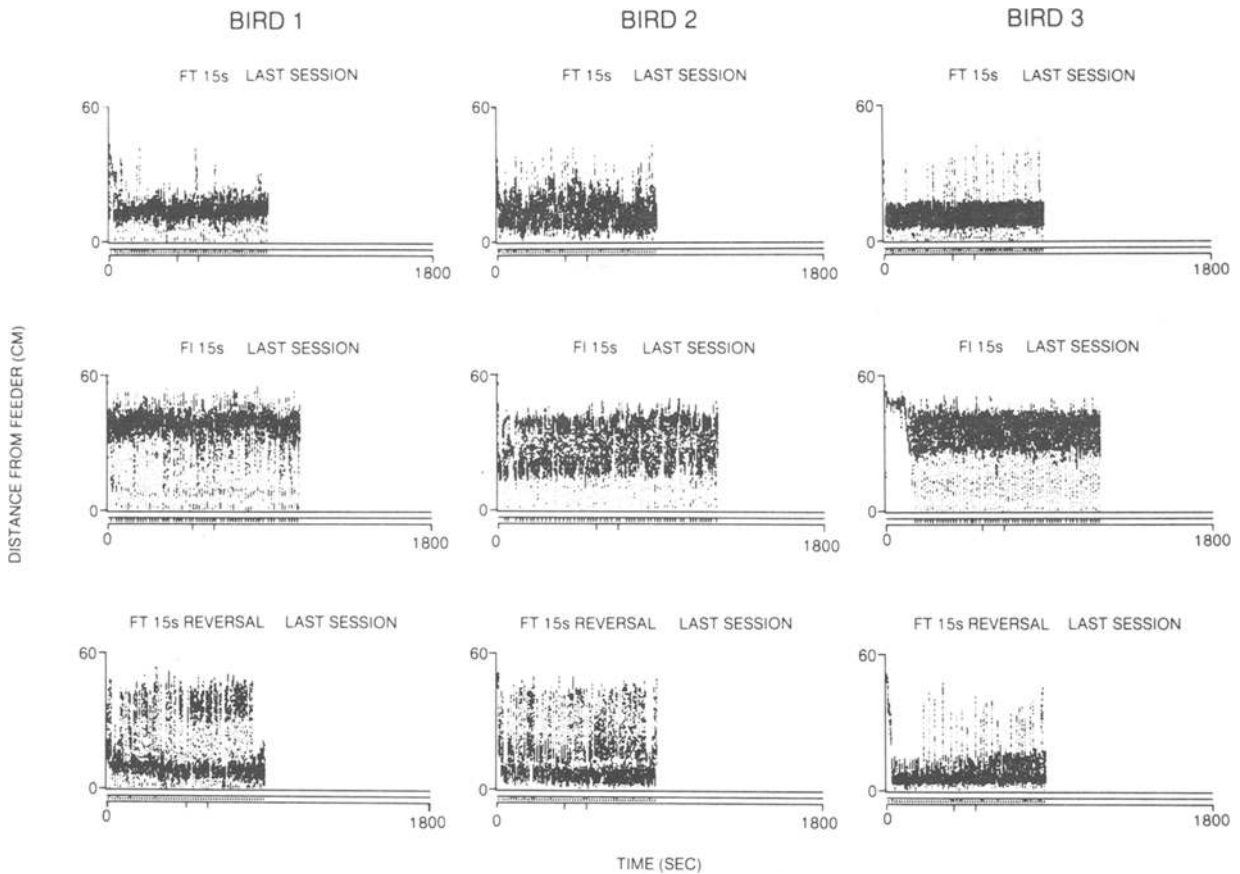 BIRD 1 BIRD 2 BIRD 3
FT 15s LAST SESSION FT 15s LAST SESSION FT 15s LAST SESSION
60 60 60
0 0 0
0 1800 0 1800 0 1800
DISTANCE FROM FEEDER (CM)
FI 15s LAST SESSION FI 15s LAST SESSION FI 15s LAST SESSION
60 60 60
0 0 0
0 1800 0 1800 0 1800
FT 15s REVERSAL LAST SESSION FT 15s REVERSAL LAST SESSION FT 15s REVERSAL LAST SESSION
60 60 60
0 0 0
0 1800 0 1800 0 1800
TIME (SEC)